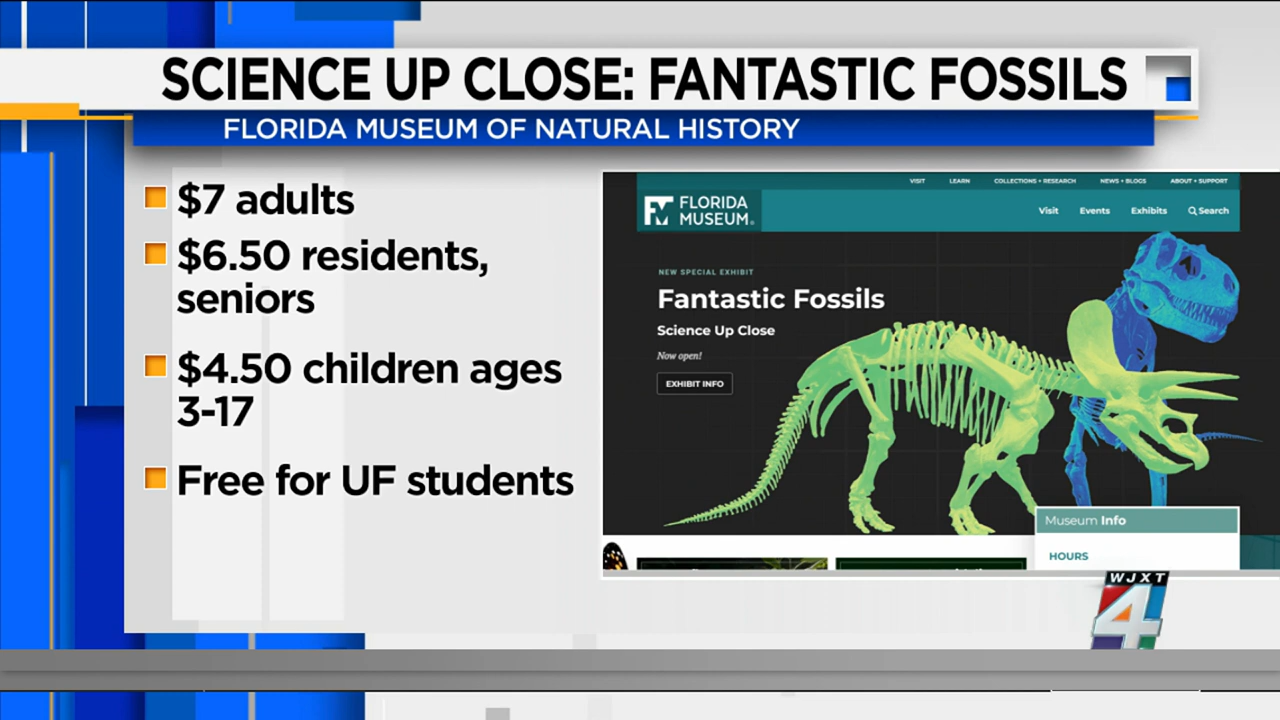 SCIENCE UP CLOSE: FANTASTIC FOSSILS
FLORIDA MUSEUM OF NATURAL HISTORY
$7 adults
$6.50 residents,
seniors
$4.50 children ages
3-17
Free for UF students
VISIT LEARN COLLECTIONS + RESEARCH NEWS + BLOGS ABOUT + SUPPORT
FLORIDA
MUSEUM
Visit Events Exhibits Search
NEW SPECIAL EXHIBIT
Fantastic Fossils
Science Up Close
Now open!
EXHIBIT INFO
Museum Info
HOURS
WJXT
4